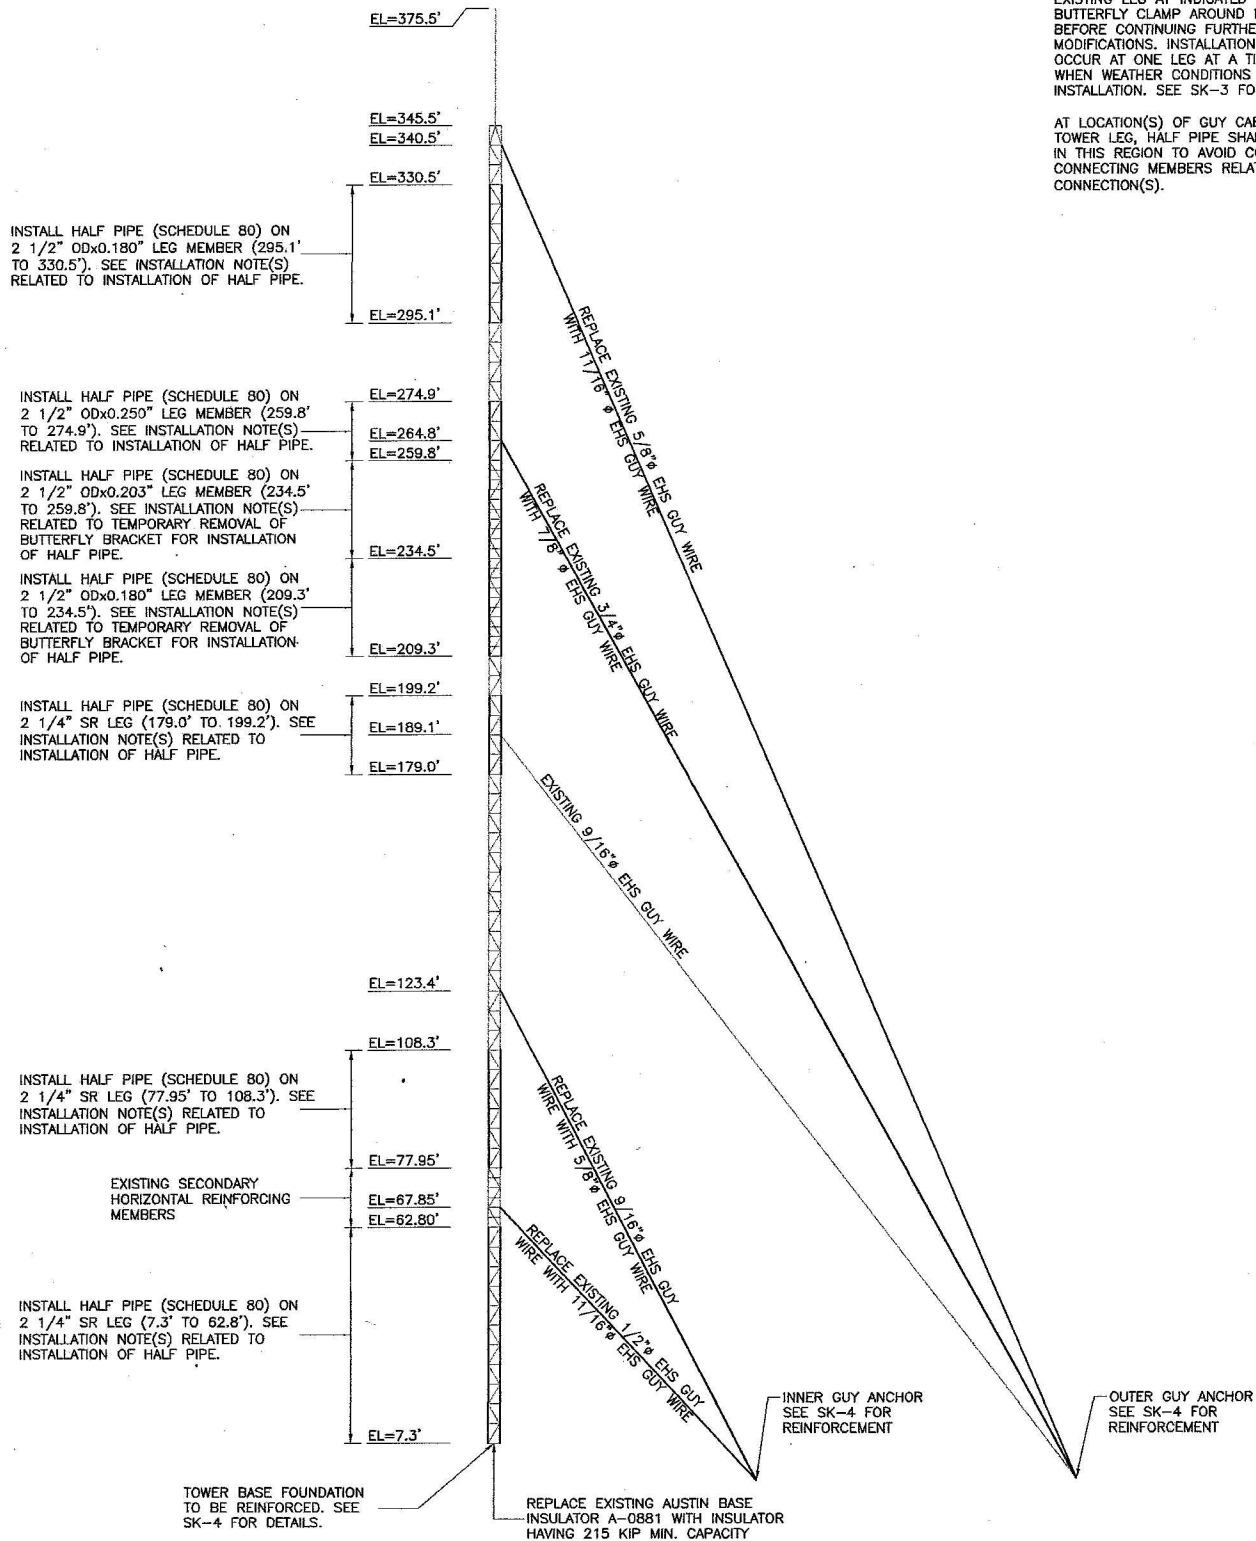 EL=375.5'
EXISTING LEG AT INDICATED
BUTTERFLY CLAMP AROUND
BEFORE CONTINUING
MODIFICATIONS. INSTALLATION
OCCUR AT ONE LEG AT A
WHEN WEATHER CONDITIONS
INSTALLATION. SEE SK-3
AT LOCATION(S) OF GUY
TOWER LEG, HALF PIPE
IN THIS REGION TO AVOID
CONNECTING MEMBERS
CONNECTION(S).
EL=345.5'
EL=340.5'
EL=330.5'
INSTALL HALF PIPE (SCHEDULE 80) ON
2 1/2" ODx0.180" LEG MEMBER (295.1'
TO 330.5'). SEE INSTALLATION NOTE(S)
RELATED TO INSTALLATION OF HALF PIPE.
EL=295.1'
REPLACE EXISTING 5/8"ø EHS GUY WIRE
WITH 11/16" ø EHS GUY WIRE
INSTALL HALF PIPE (SCHEDULE 80) ON
2 1/2" ODx0.250" LEG MEMBER (259.8'
TO 274.9'). SEE INSTALLATION NOTE(S)
RELATED TO INSTALLATION OF HALF PIPE.
EL=274.9'
EL=264.8'
EL=259.8'
INSTALL HALF PIPE (SCHEDULE 80) ON
2 1/2" ODx0.203" LEG MEMBER (234.5'
TO 259.8'). SEE INSTALLATION NOTE(S)
RELATED TO TEMPORARY REMOVAL OF
BUTTERFLY BRACKET FOR INSTALLATION
OF HALF PIPE.
REPLACE EXISTING 3/4"ø EHS GUY WIRE
WITH 7/8" ø EHS GUY WIRE
EL=234.5'
INSTALL HALF PIPE (SCHEDULE 80) ON
2 1/2" ODx0.180" LEG MEMBER (209.3'
TO 234.5'). SEE INSTALLATION NOTE(S)
RELATED TO TEMPORARY REMOVAL OF
BUTTERFLY BRACKET FOR INSTALLATION
OF HALF PIPE.
EL=209.3'
EL=199.2'
INSTALL HALF PIPE (SCHEDULE 80) ON
2 1/4" SR LEG (179.0' TO 199.2'). SEE
INSTALLATION NOTE(S) RELATED TO
INSTALLATION OF HALF PIPE.
EL=189.1'
EL=179.0'
EXISTING 9/16"ø EHS GUY WIRE
EL=123.4'
EL=108.3'
INSTALL HALF PIPE (SCHEDULE 80) ON
2 1/4" SR LEG (77.95' TO 108.3'). SEE
INSTALLATION NOTE(S) RELATED TO
INSTALLATION OF HALF PIPE.
REPLACE EXISTING 9/16"ø EHS GUY
WIRE WITH 5/8"ø EHS GUY WIRE
EL=77.95'
EXISTING SECONDARY
HORIZONTAL REINFORCING
MEMBERS
EL=67.85'
EL=62.80'
REPLACE EXISTING 1/2"ø EHS GUY
WIRE WITH 11/16"ø EHS GUY WIRE
INSTALL HALF PIPE (SCHEDULE 80) ON
2 1/4" SR LEG (7.3' TO 62.8'). SEE
INSTALLATION NOTE(S) RELATED TO
INSTALLATION OF HALF PIPE.
EL=7.3'
INNER GUY ANCHOR
SEE SK-4 FOR
REINFORCEMENT
OUTER GUY ANCHOR
SEE SK-4 FOR
REINFORCEMENT
TOWER BASE FOUNDATION
TO BE REINFORCED. SEE
SK-4 FOR DETAILS.
REPLACE EXISTING AUSTIN BASE
INSULATOR A-0881 WITH INSULATOR
HAVING 215 KIP MIN. CAPACITY